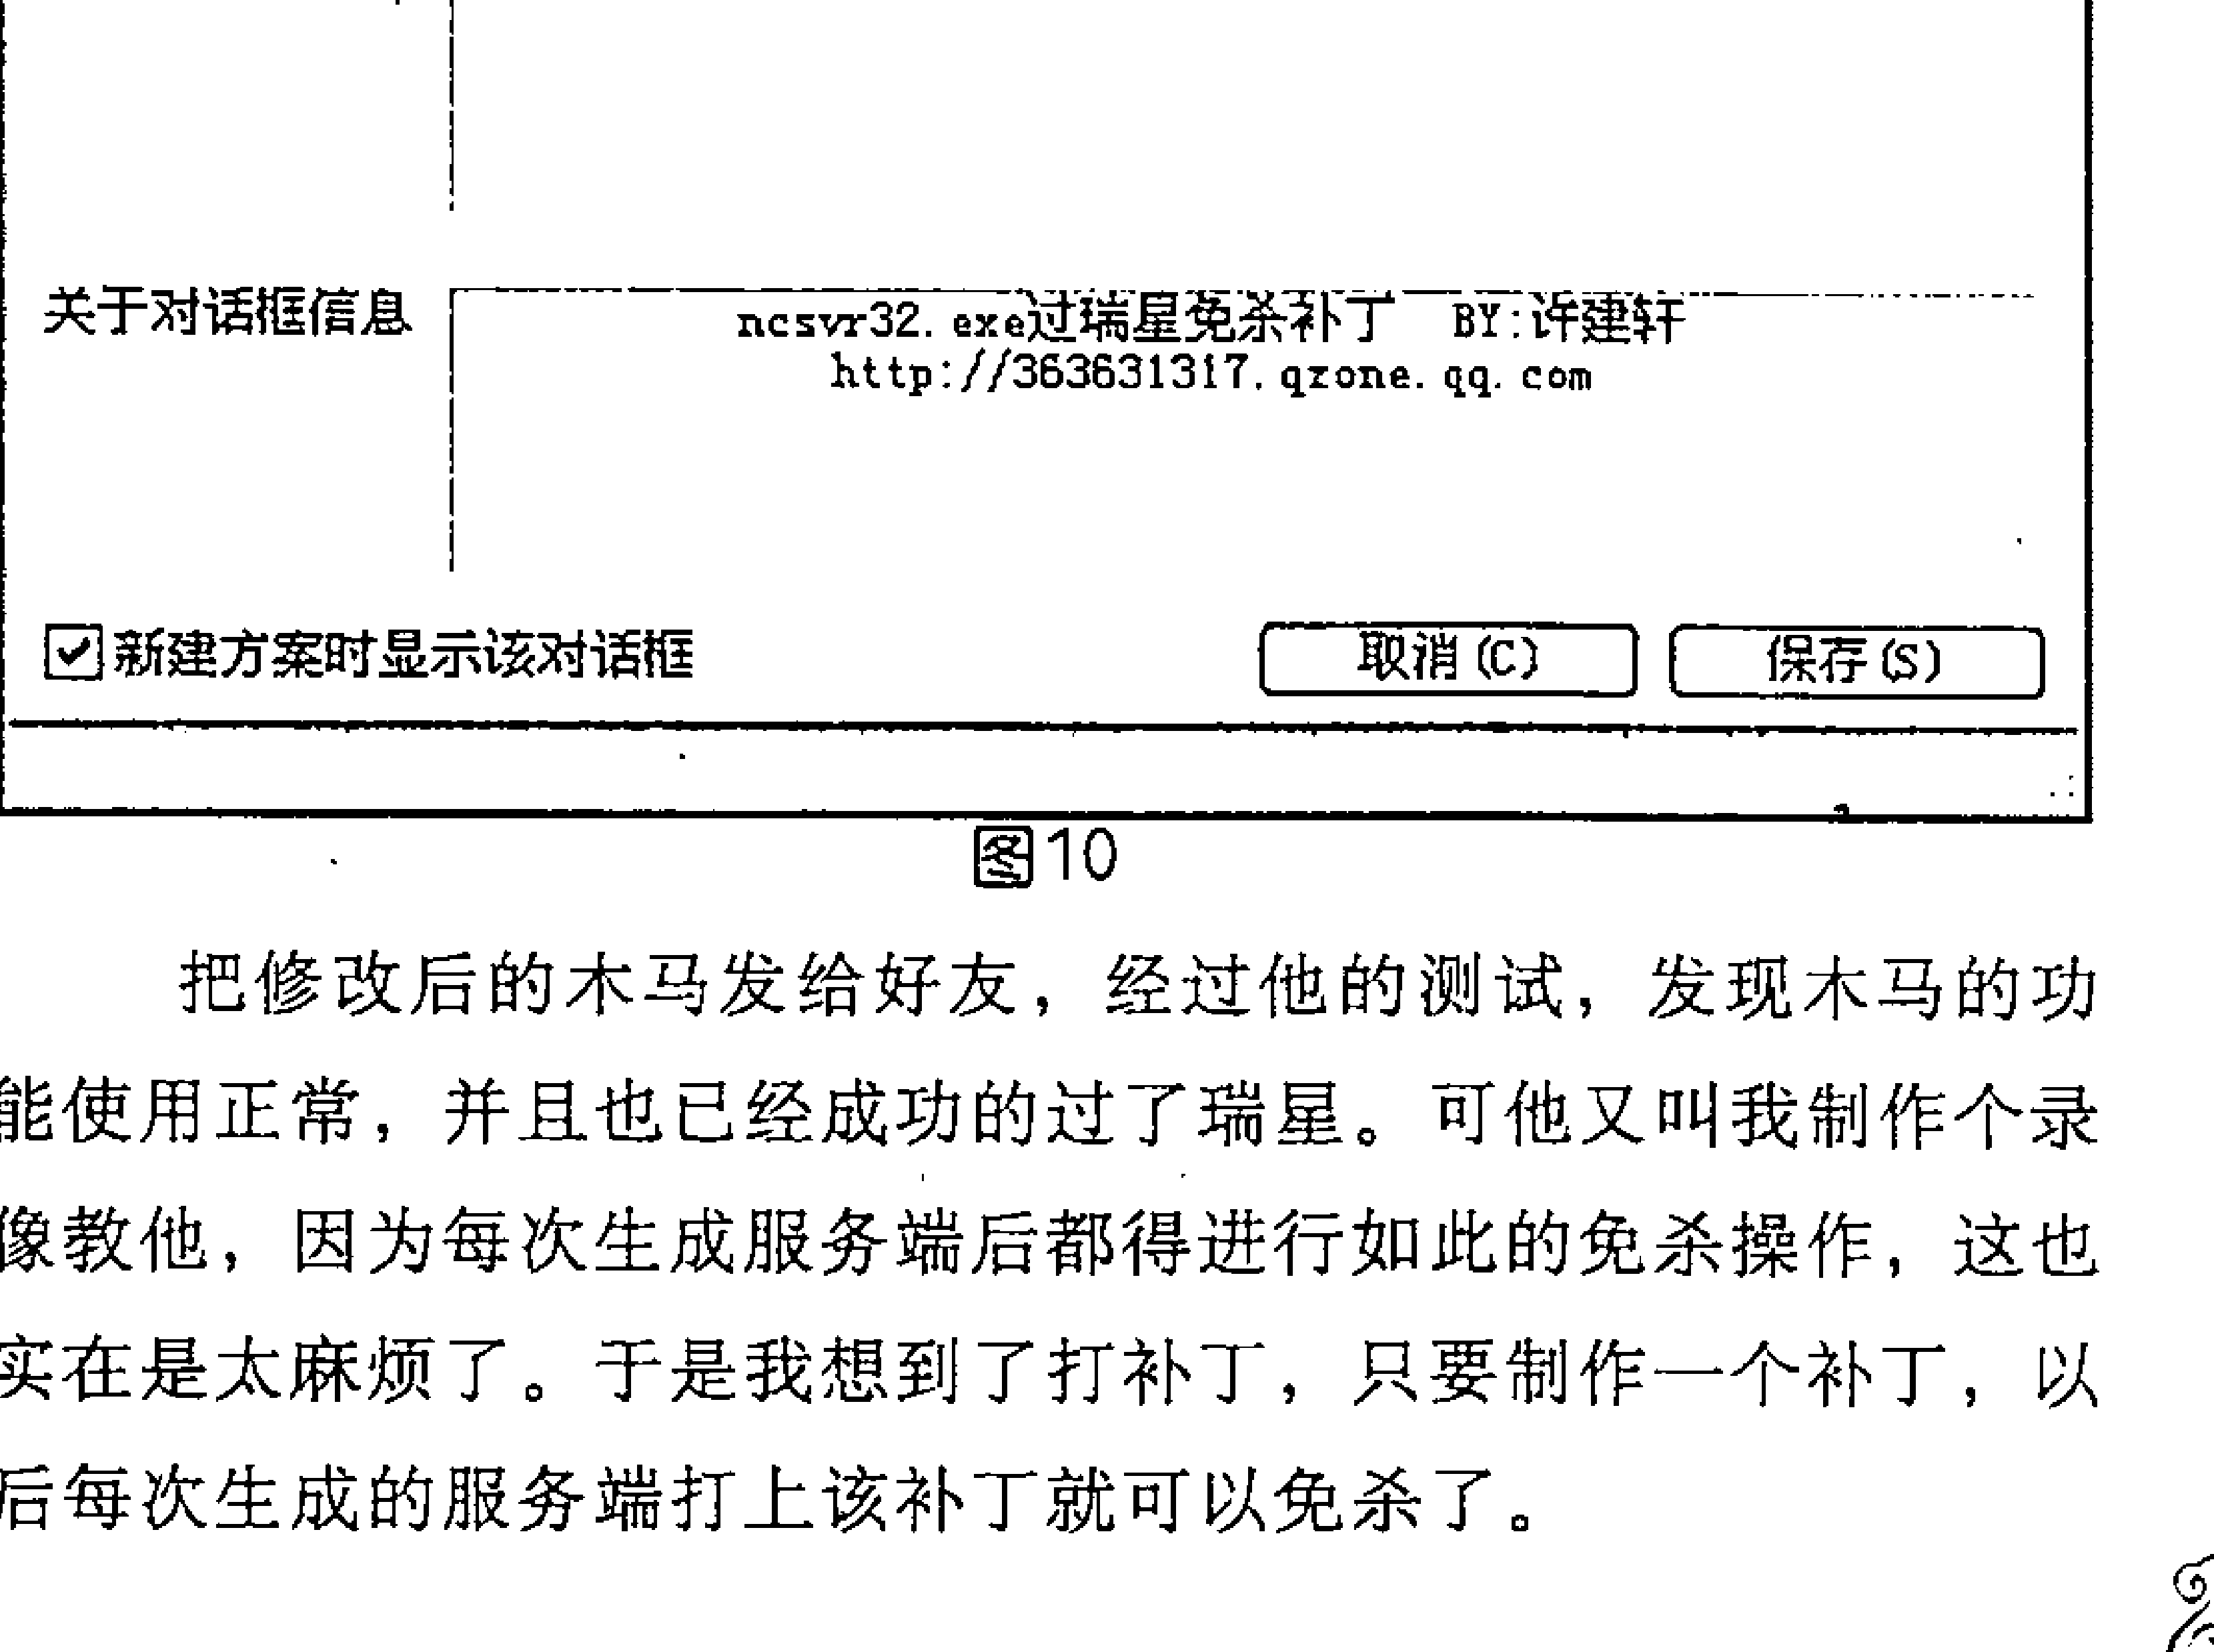 关于对话框信息
ncsvr32.exe过瑞星免杀补丁 BY:许建轩
http://363631317.qzone.qq.com
新建方案时显示该对话框
取消(C) 保存(S)
图10
把修改后的木马发给好友，经过他的测试，发现木马的功
能使用正常，并且也已经成功的过了瑞星。可他又叫我制作个录
像教他，因为每次生成服务端后都得进行如此的免杀操作，这也
实在是太麻烦了。于是我想到了打补丁，只要制作一个补丁，以
后每次生成的服务端打上该补丁就可以免杀了。